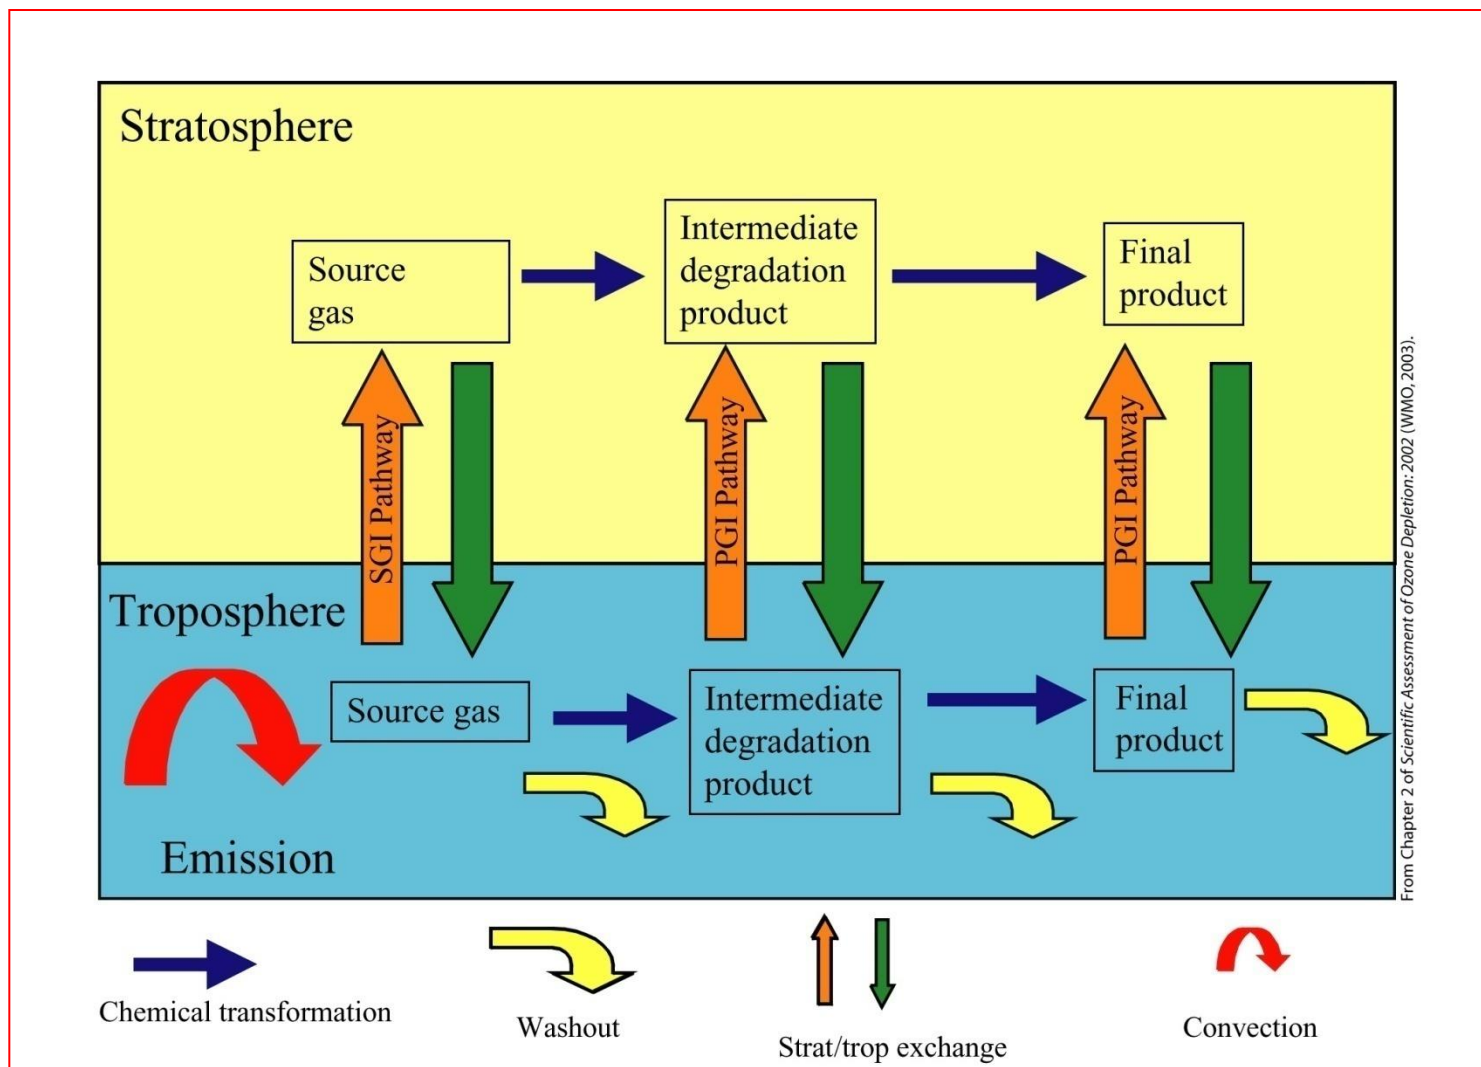 Stratosphere
Source
gas
Intermediate
degradation
product
Final
product
SGI Pathway
PGI Pathway
PGI Pathway
Troposphere
Source gas
Intermediate
degradation
product
Final
product
Emission
Chemical transformation
Washout
Strat/trop exchange
Convection
From Chapter 2 of Scientific Assessment of Ozone Depletion: 2002 (WMO, 2003).